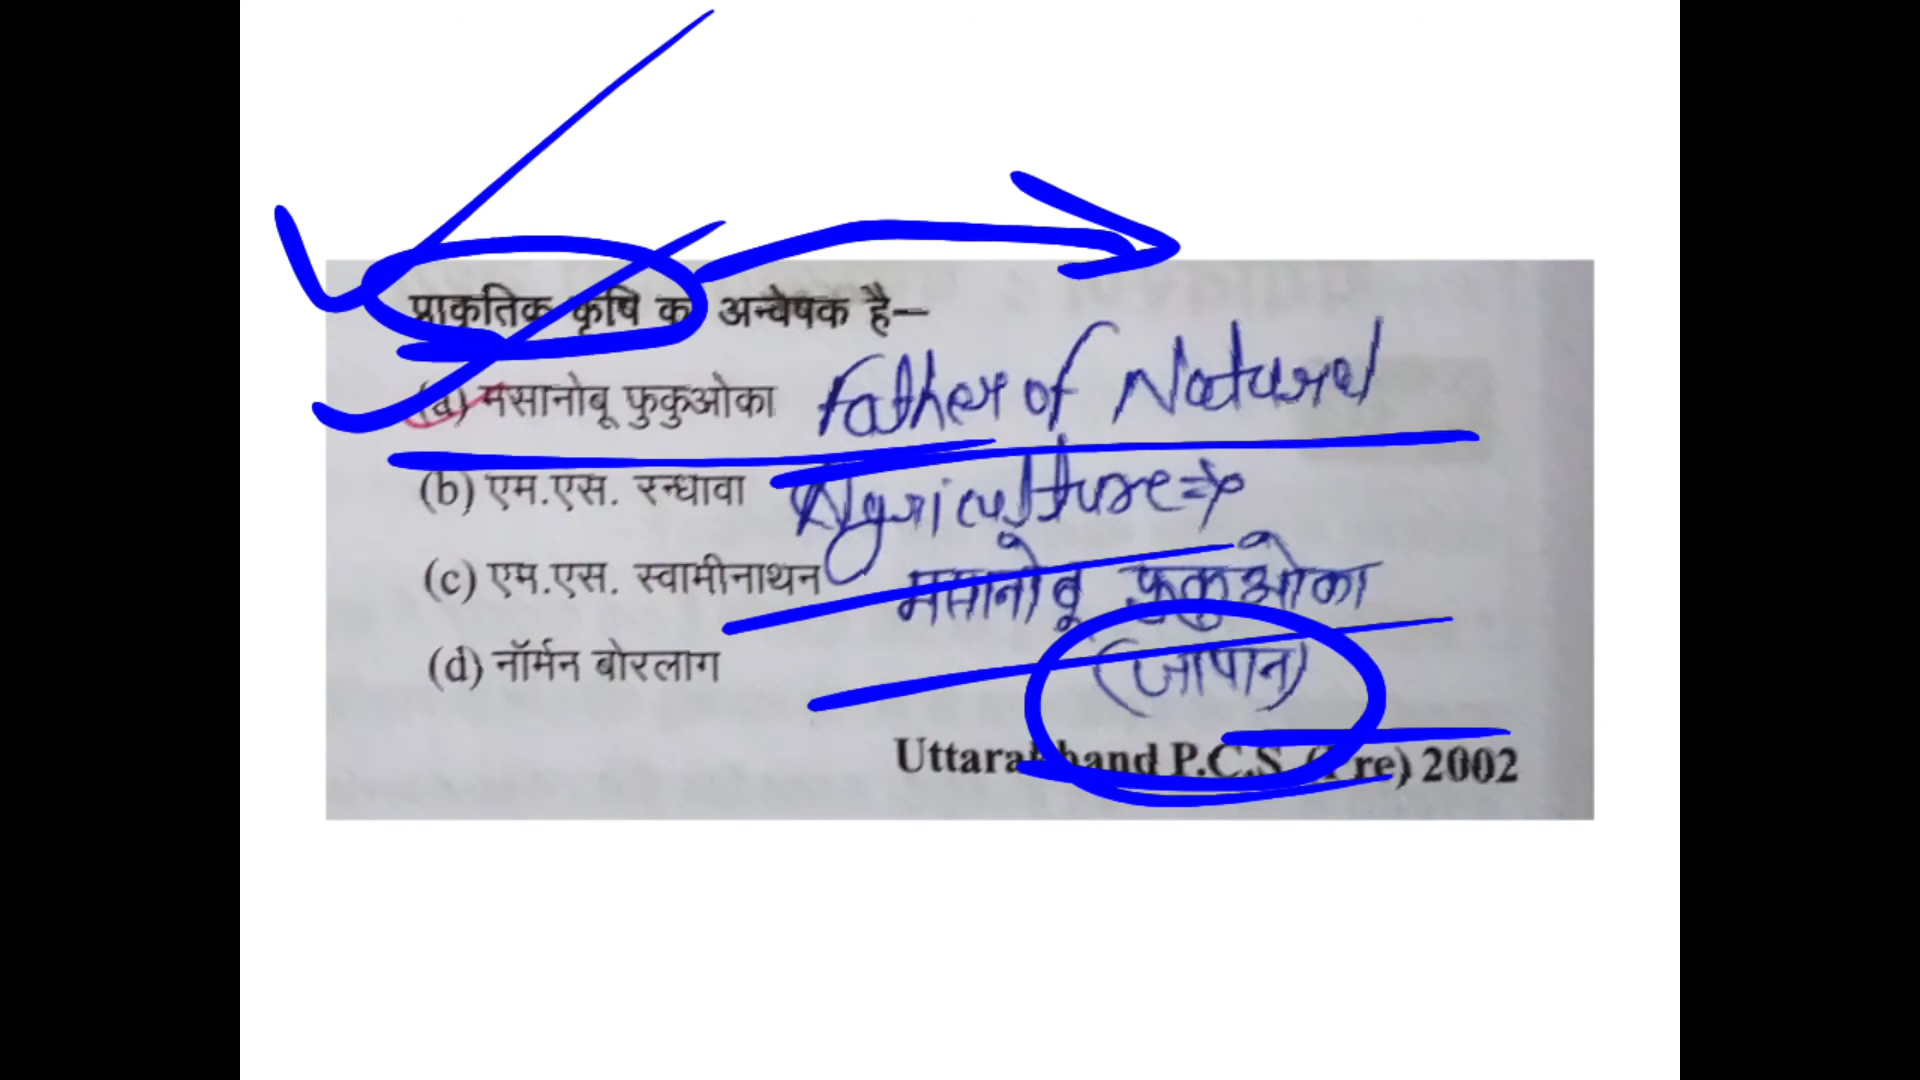 प्राकृतिक कृषि का अन्वेषक है—
(a) मसानोबू फुकुओका
Father of Natural
(b) एम.एस. रन्धावा
Agriculture ⇒
(c) एम.एस. स्वामीनाथन
मसानोबू फुकुओका
(d) नॉर्मन बोरलाग
(जापान)
Uttarakhand P.C.S. (Pre) 2002